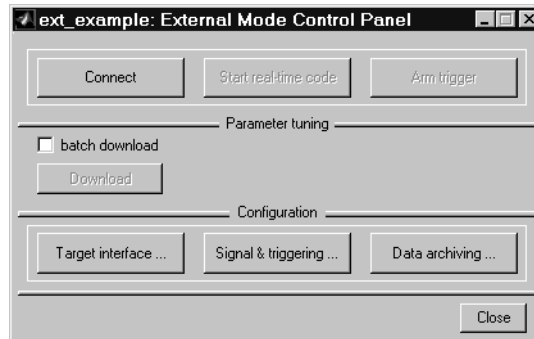 ext_example: External Mode Control Panel
Connect Start real-time code Arm trigger
Parameter tuning
batch download
Download
Configuration
Target interface ... Signal & triggering ... Data archiving ...
Close